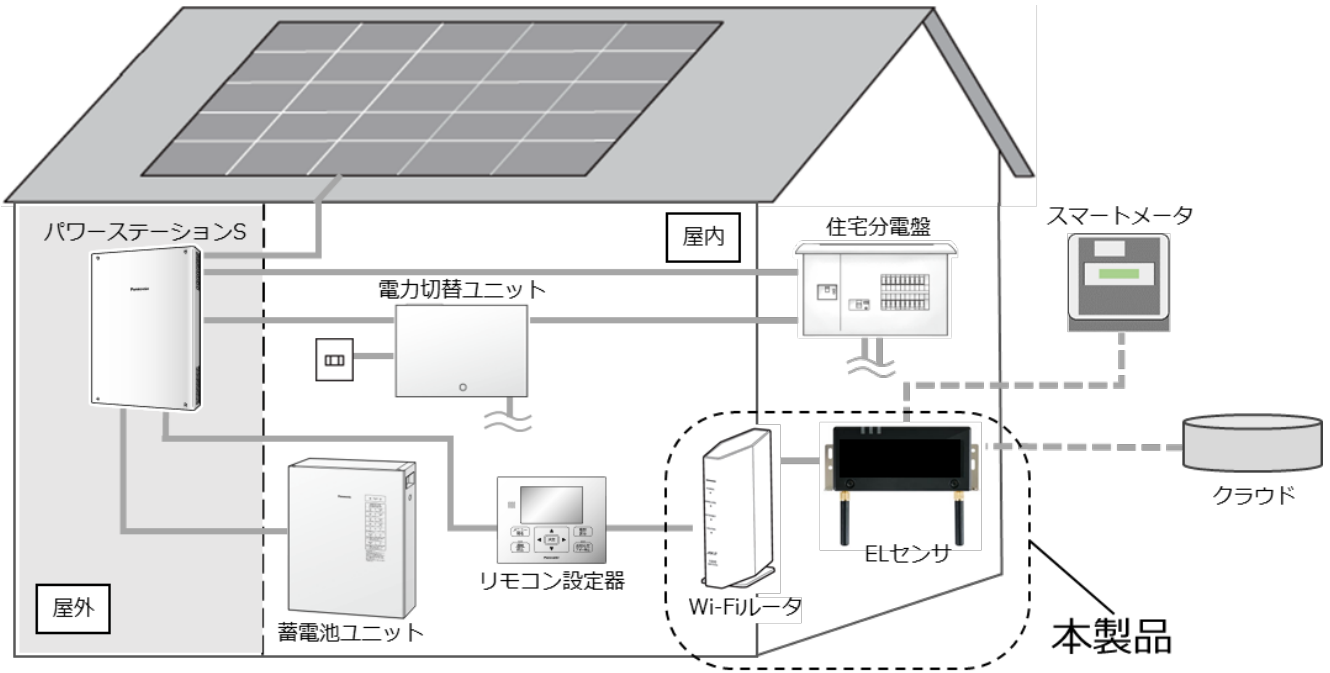 パワーステーションS
屋内
住宅分電盤
スマートメータ
電力切替ユニット
Panasonic
クラウド
ELセンサ
リモコン設定器
Wi-Fiルータ
屋外
蓄電池ユニット
本製品